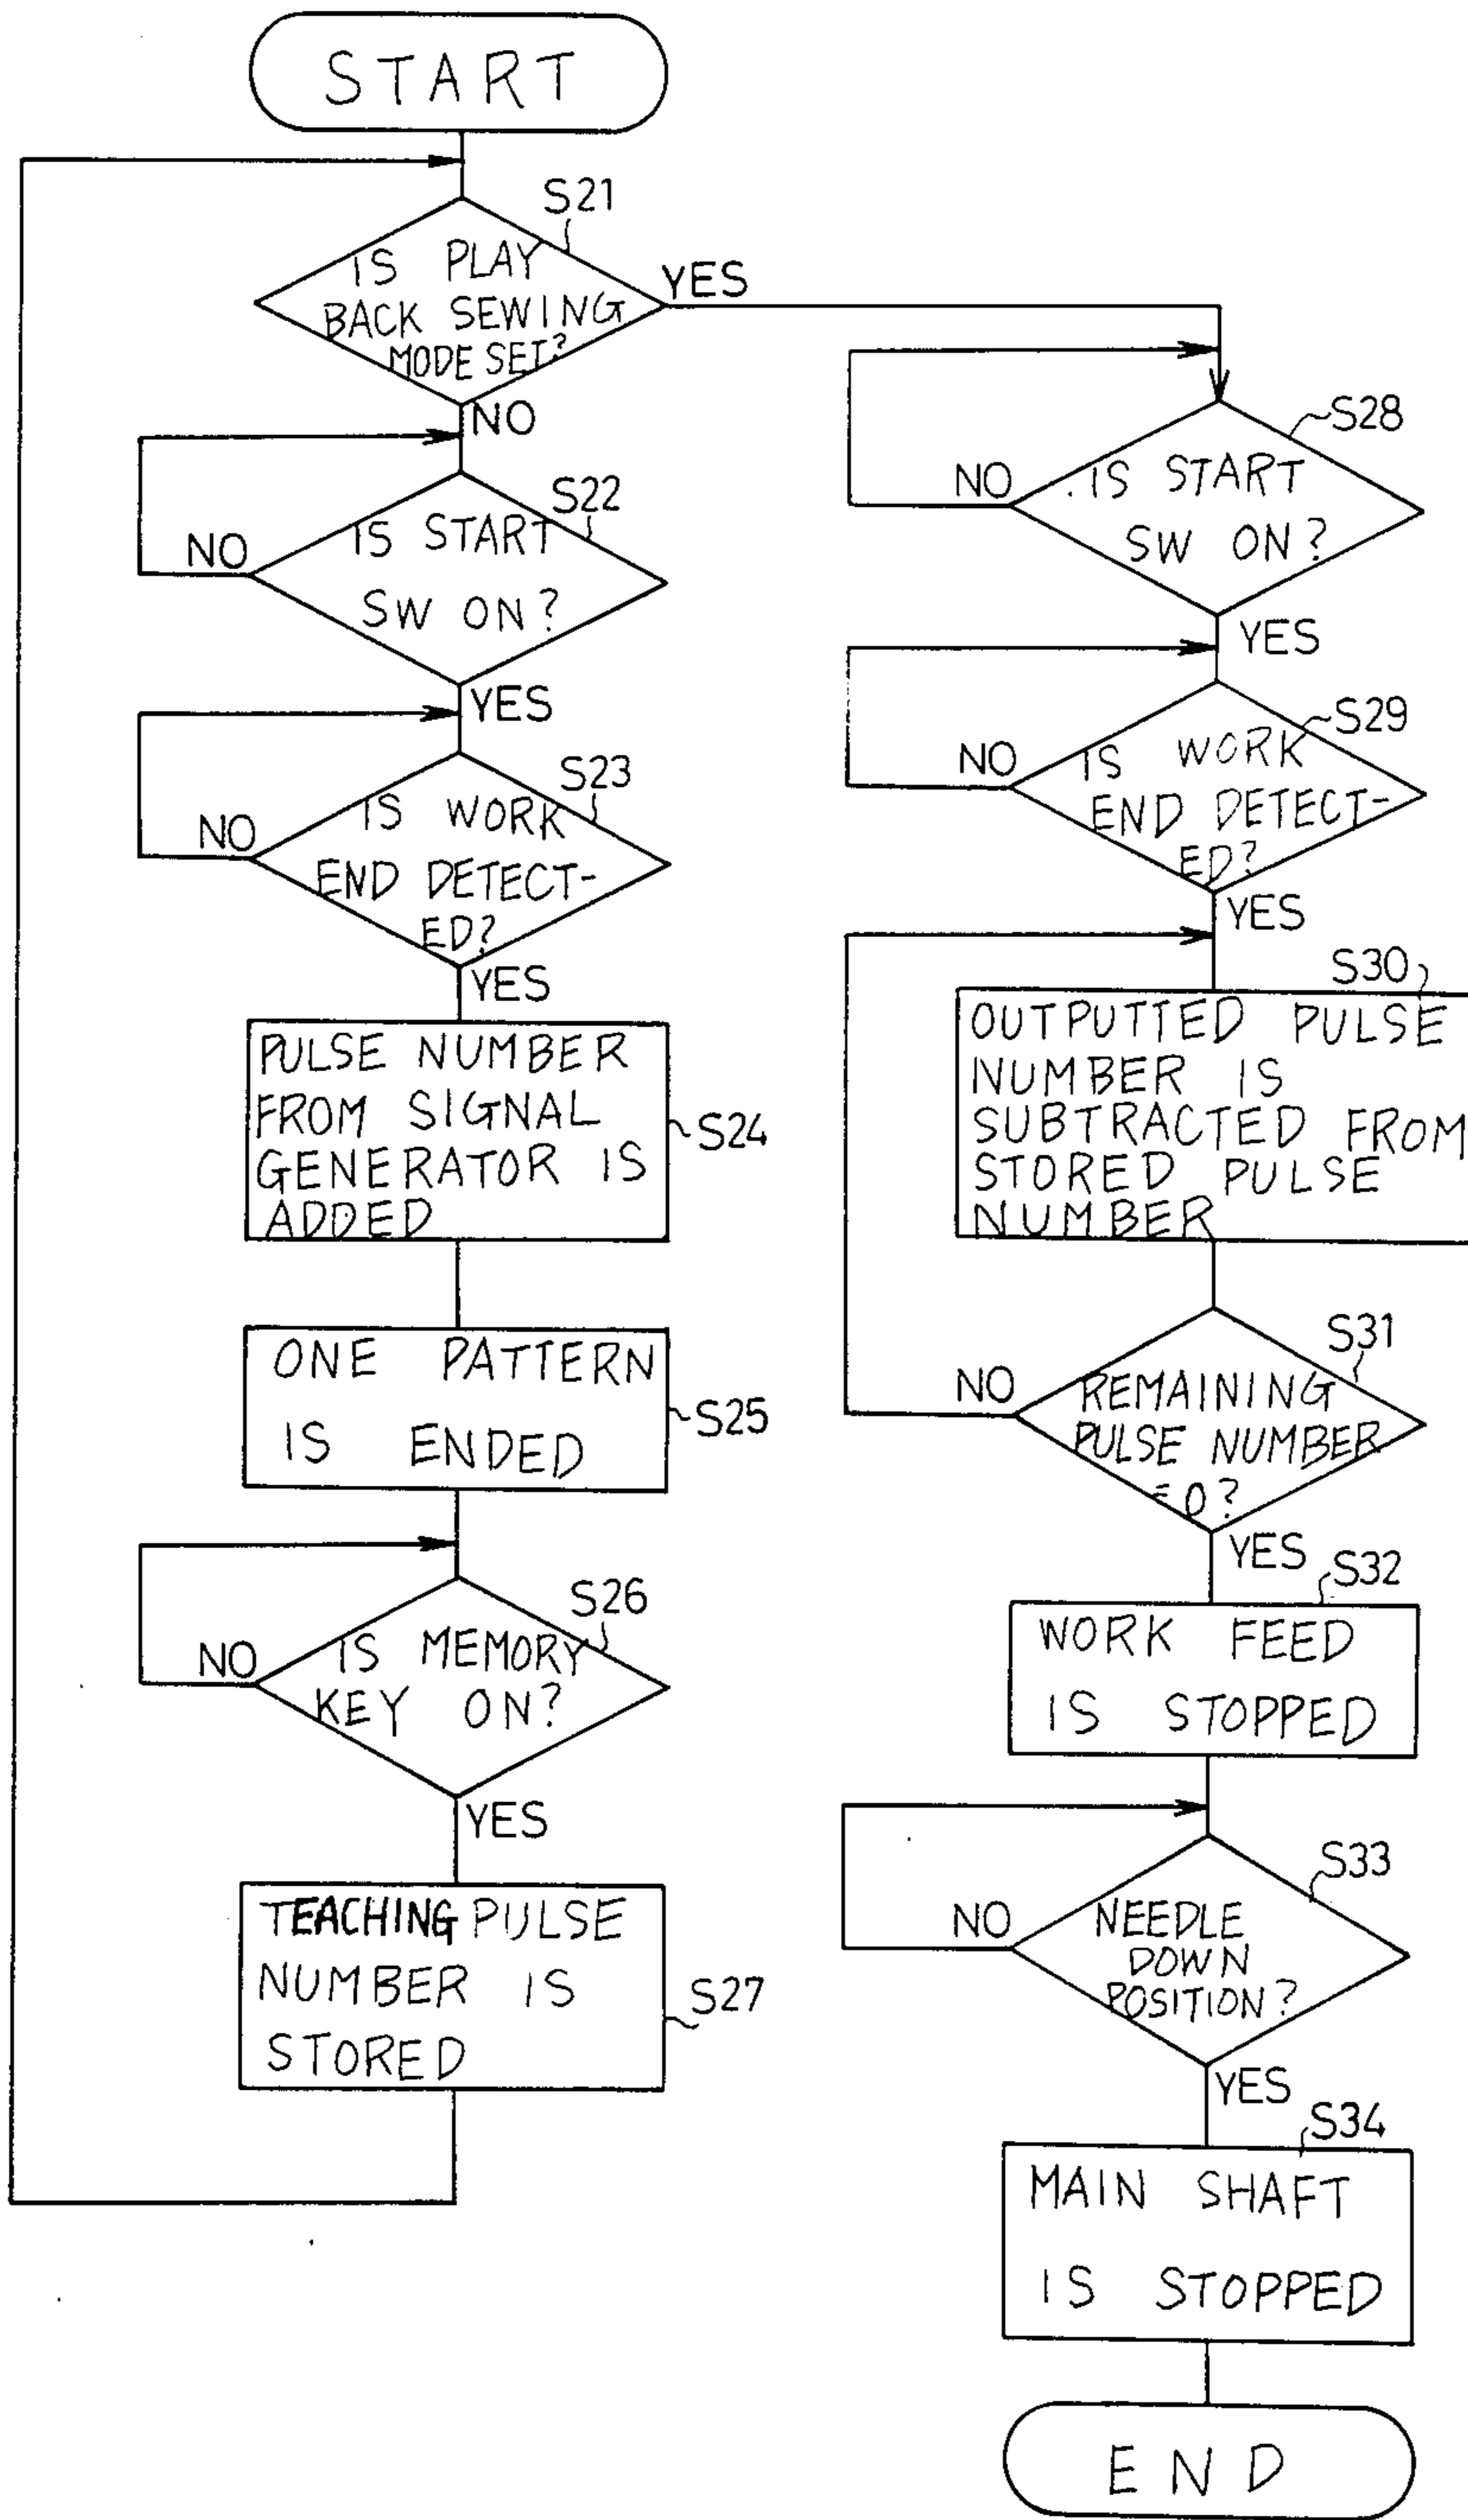 START
S21
IS PLAY
BACK SEWING
MODE SET?
YES
NO
S22
IS START
SW ON?
NO
YES
S23
IS WORK
END DETECT-
ED?
NO
YES
PULSE NUMBER
FROM SIGNAL
GENERATOR IS
ADDED
S24
ONE PATTERN
IS ENDED
S25
S26
IS MEMORY
KEY ON?
NO
YES
TEACHING PULSE
NUMBER IS
STORED
S27
S28
IS START
SW ON?
NO
YES
S29
IS WORK
END DETECT-
ED?
NO
YES
S30
OUTPUTTED PULSE
NUMBER IS
SUBTRACTED FROM
STORED PULSE
NUMBER
S31
REMAINING
PULSE NUMBER
=0?
NO
YES
S32
WORK FEED
IS STOPPED
S33
NEEDLE
DOWN
POSITION?
NO
YES
S34
MAIN SHAFT
IS STOPPED
END